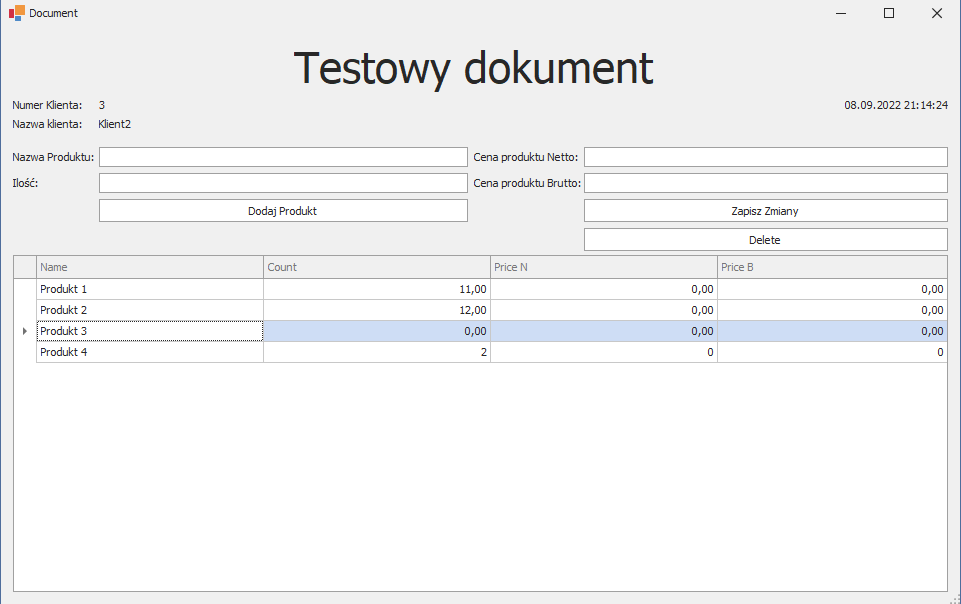 Document
Testowy dokument
Numer Klienta: 3 08.09.2022 21:14:24
Nazwa klienta: Klient2
Nazwa Produktu: Cena produktu Netto:
Ilość: Cena produktu Brutto:
Dodaj Produkt Zapisz Zmiany
Delete
Name Count Price N Price B
Produkt 1 11,00 0,00 0,00
Produkt 2 12,00 0,00 0,00
Produkt 3 0,00 0,00 0,00
Produkt 4 2 0 0